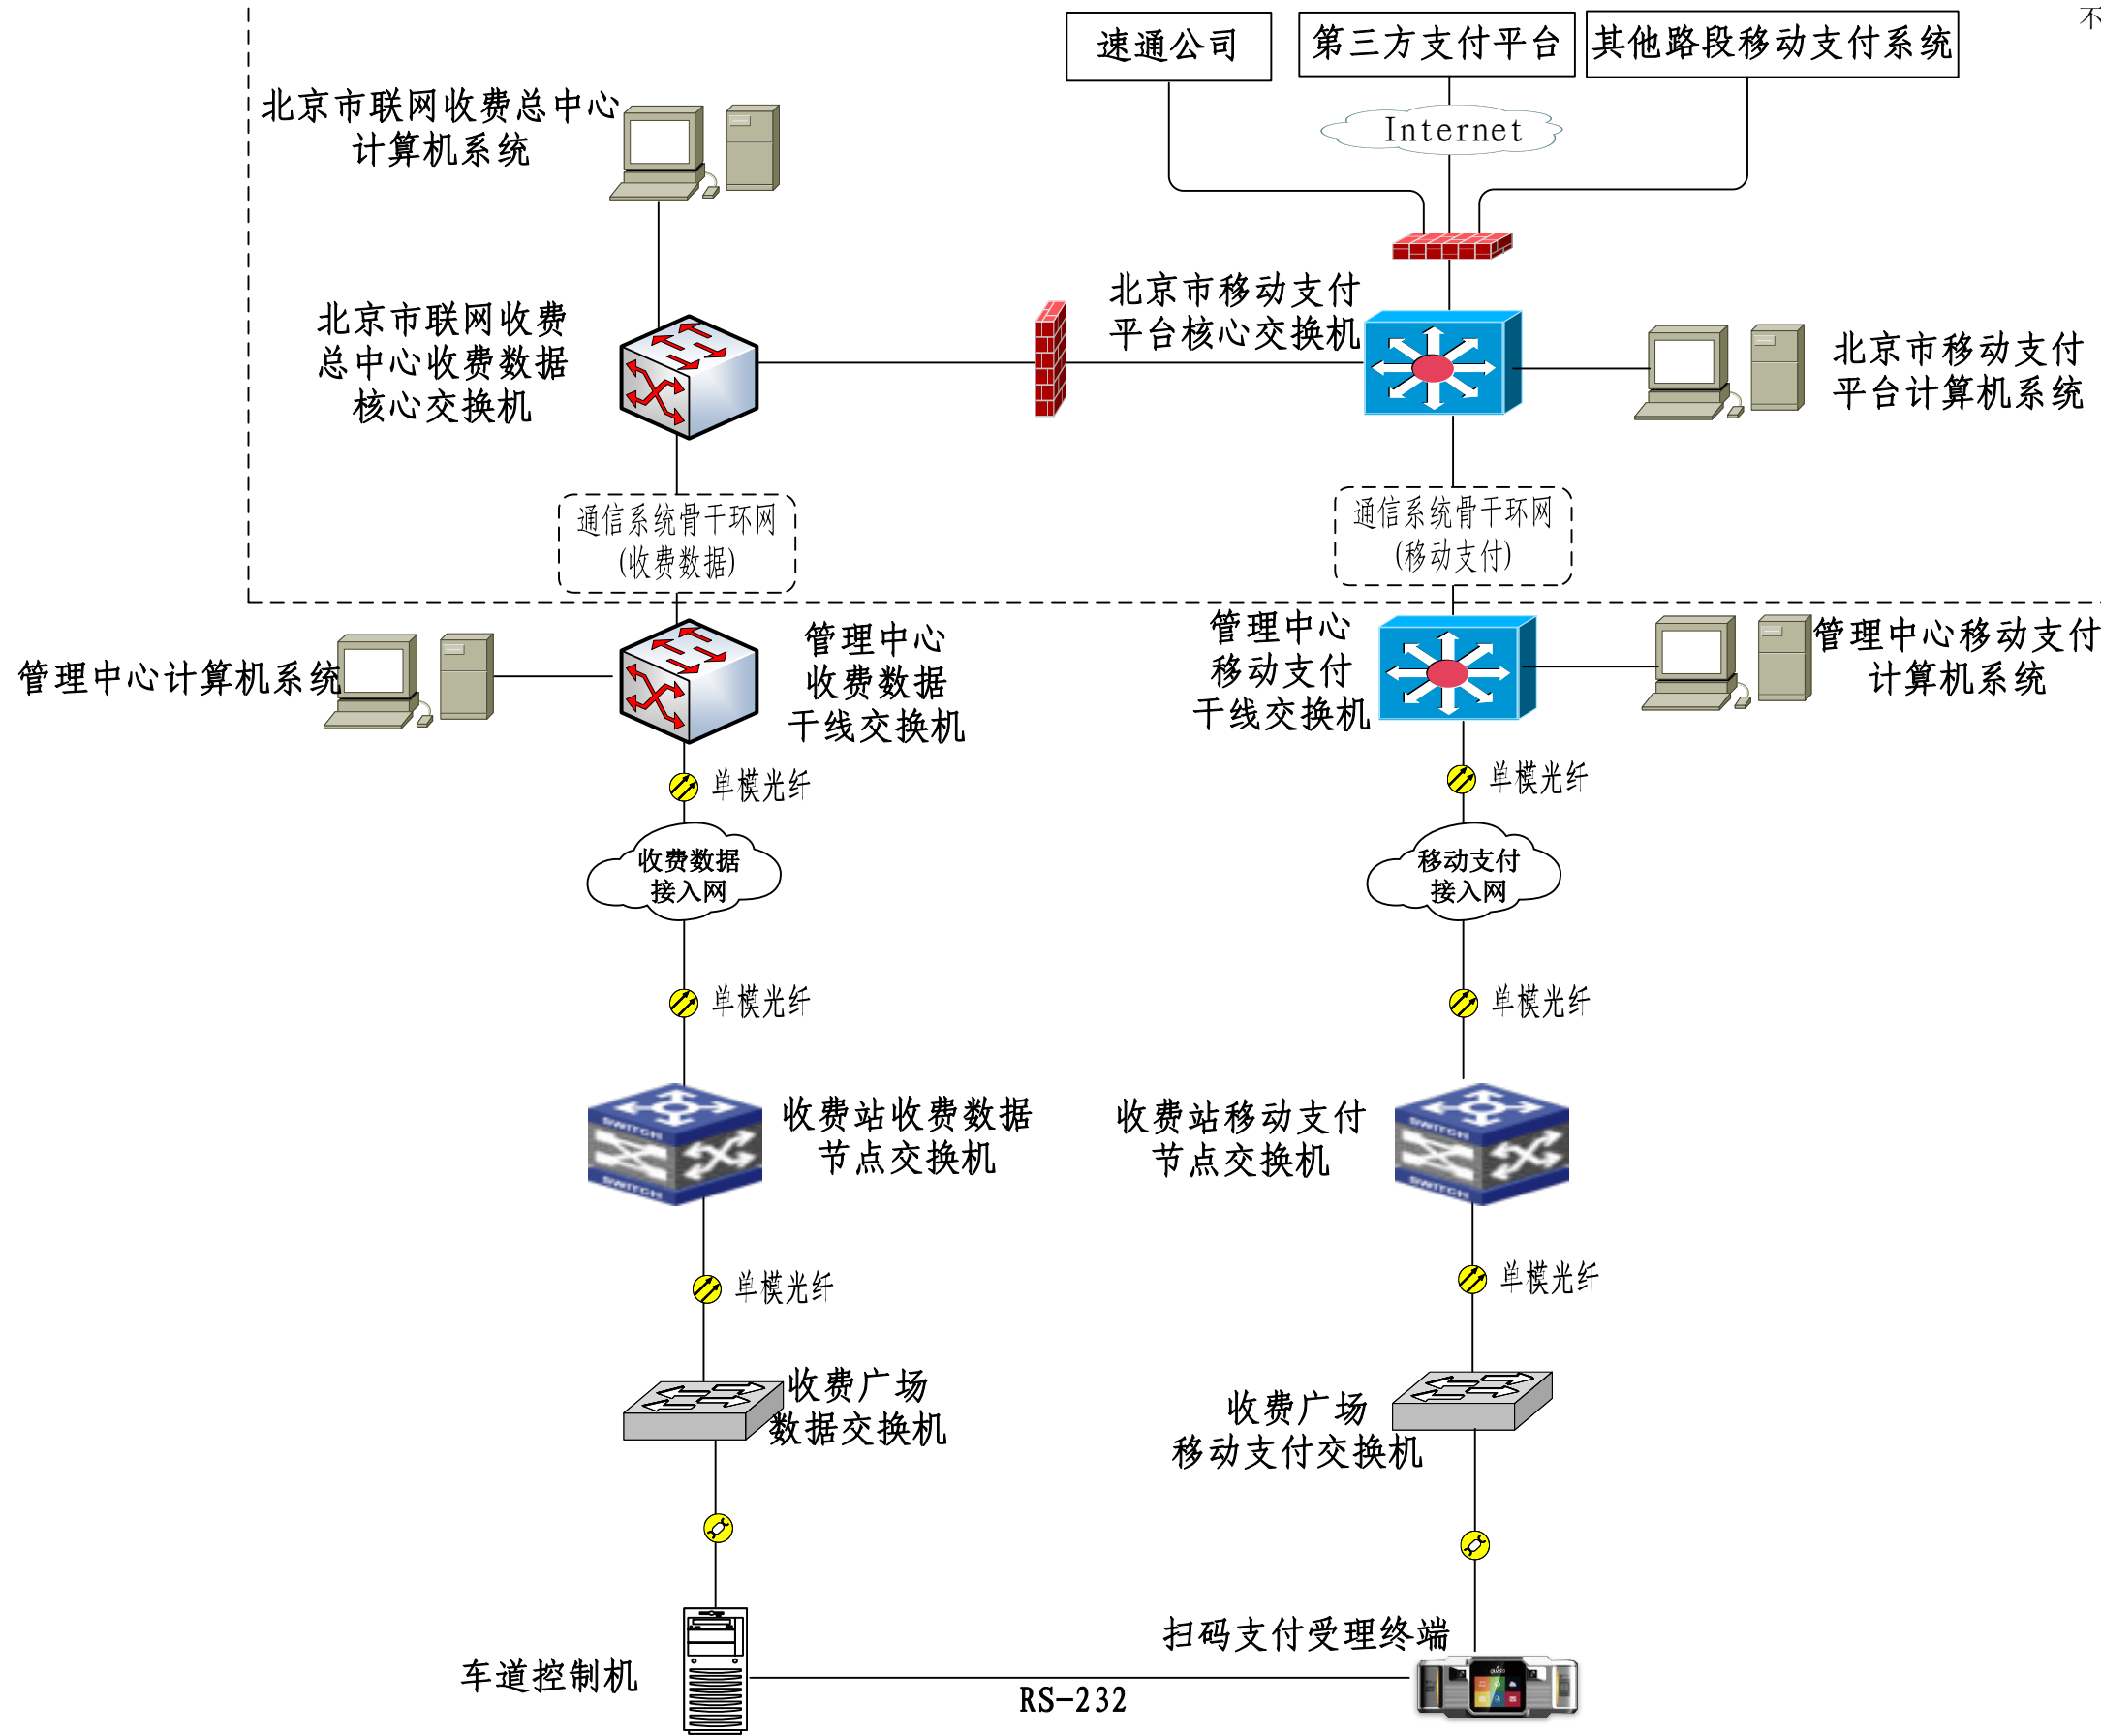 速通公司
第三方支付平台
其他路段移动支付系统
不
北京市联网收费总中心
计算机系统
Internet
北京市联网收费
总中心收费数据
核心交换机
北京市移动支付
平台核心交换机
北京市移动支付
平台计算机系统
通信系统骨干环网
(收费数据)
通信系统骨干环网
(移动支付)
管理中心计算机系统
管理中心
收费数据
干线交换机
管理中心
移动支付
干线交换机
管理中心移动支付
计算机系统
单模光纤
单模光纤
收费数据
接入网
移动支付
接入网
单模光纤
单模光纤
SWITCH
SWITCH
收费站收费数据
节点交换机
收费站移动支付
节点交换机
SWITCH
SWITCH
单模光纤
单模光纤
收费广场
数据交换机
收费广场
移动支付交换机
扫码支付受理终端
车道控制机
RS-232